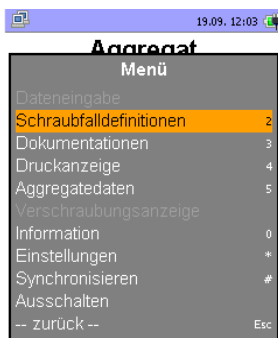 19.09. 12:03
Aggregat
Menü
Dateneingabe
Schraubfalldefinitionen 2
Dokumentationen 3
Druckanzeige 4
Aggregatedaten 5
Verschraubungsanzeige
Information 0
Einstellungen *
Synchronisieren #
Ausschalten
-- zurück -- Esc